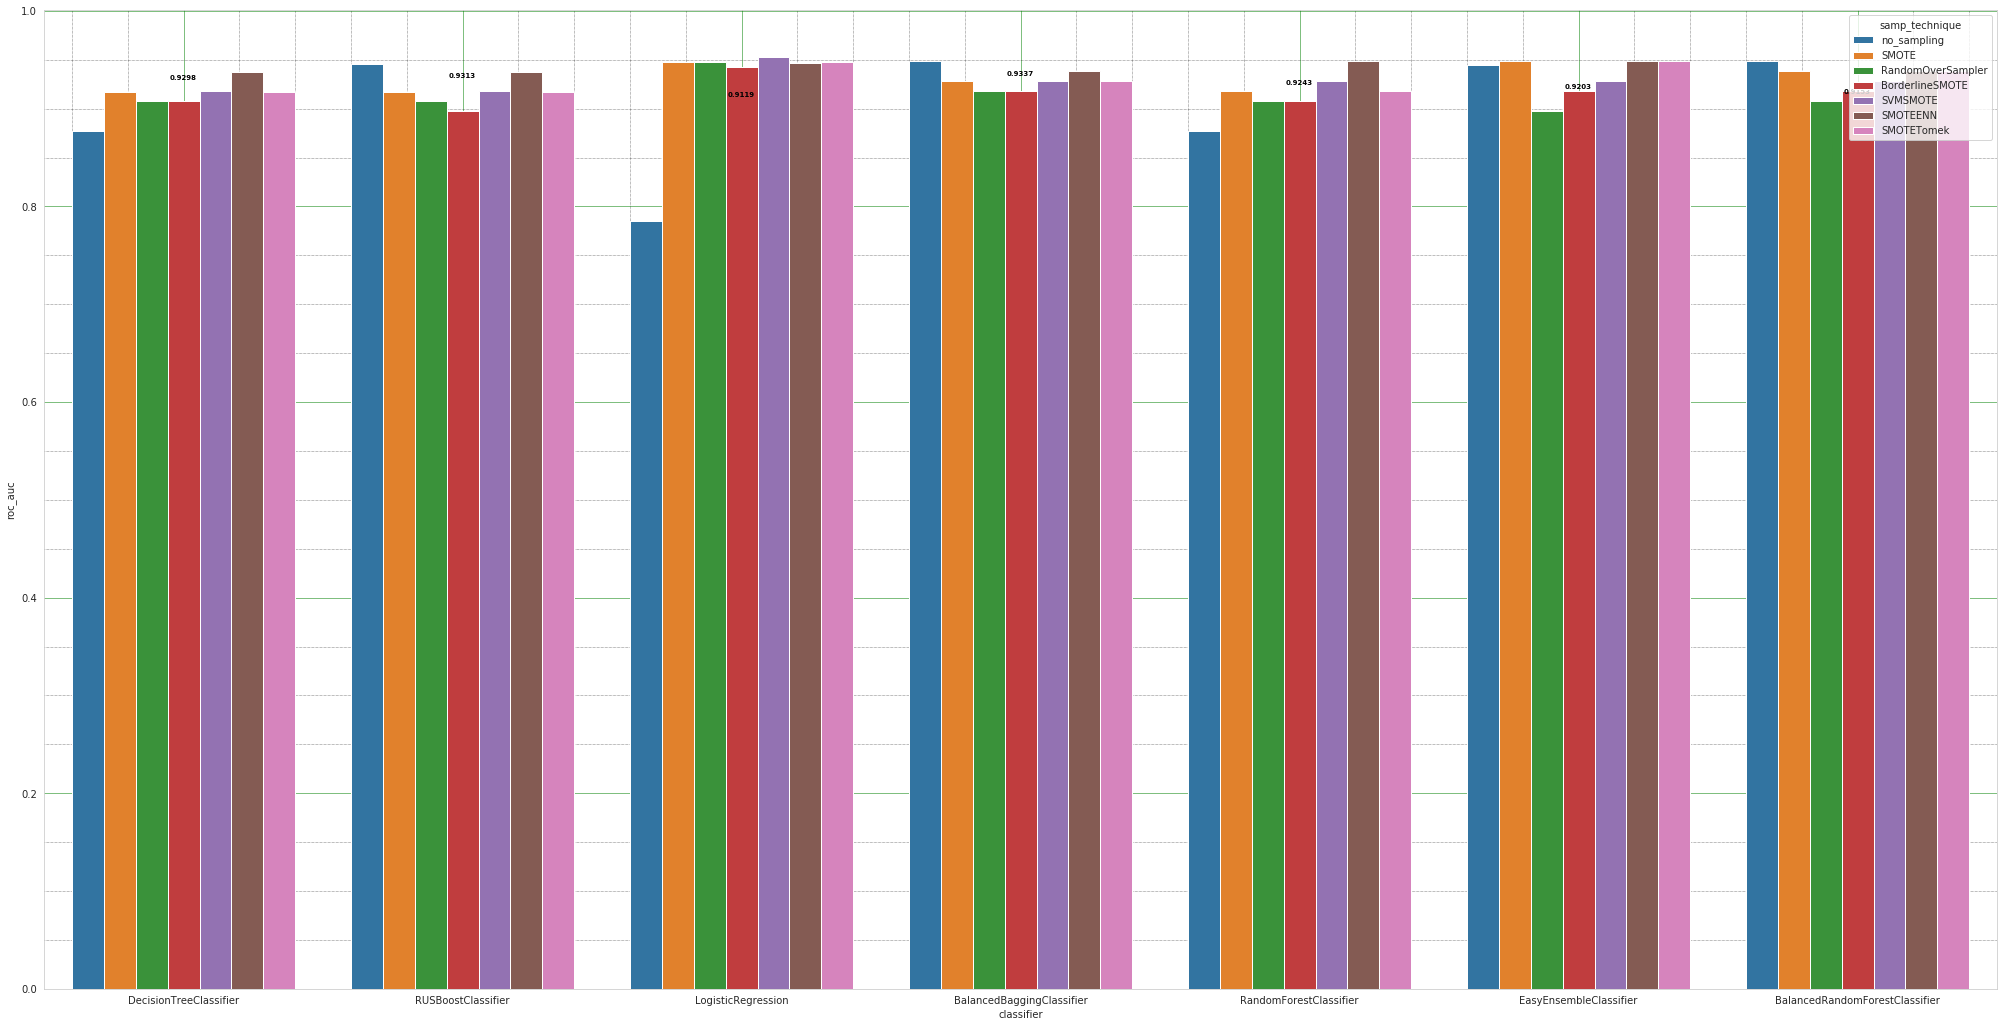 1.0
0.8
0.6
0.4
0.2
0.0
roc_auc
0.9298
0.9313
0.9119
0.9337
0.9243
0.9203
samp_technique
no_sampling
SMOTE
RandomOverSampler
BorderlineSMOTE
SVMSMOTE
SMOTEENN
SMOTETomek
DecisionTreeClassifier
RUSBoostClassifier
LogisticRegression
BalancedBaggingClassifier
RandomForestClassifier
EasyEnsembleClassifier
BalancedRandomForestClassifier
classifier